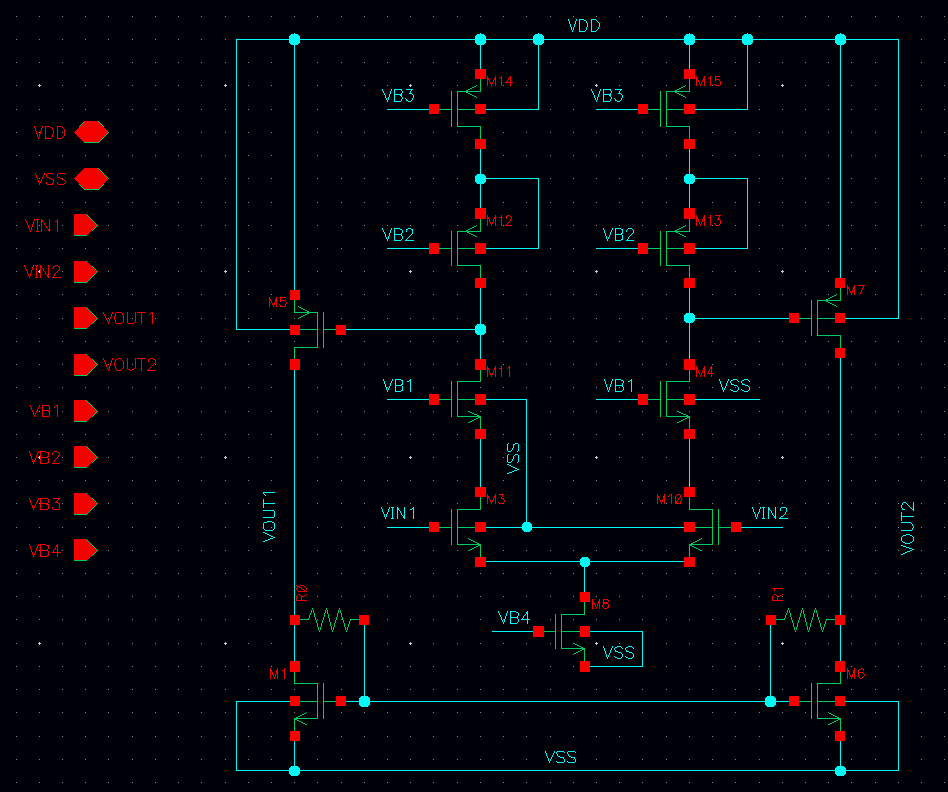 VDD
M14
M15
VB3
VB3
VDD
VSS
M12
M13
VIN1
VB2
VB2
VIN2
M7
M5
VOUT1
VOUT2
M11
M4
VB1
VB1
VSS
VB1
VSS
VB2
M3
M10
VOUT1
VB3
VIN1
VIN2
VOUT2
VB4
R0
M8
R1
VB4
VSS
M1
M6
VSS